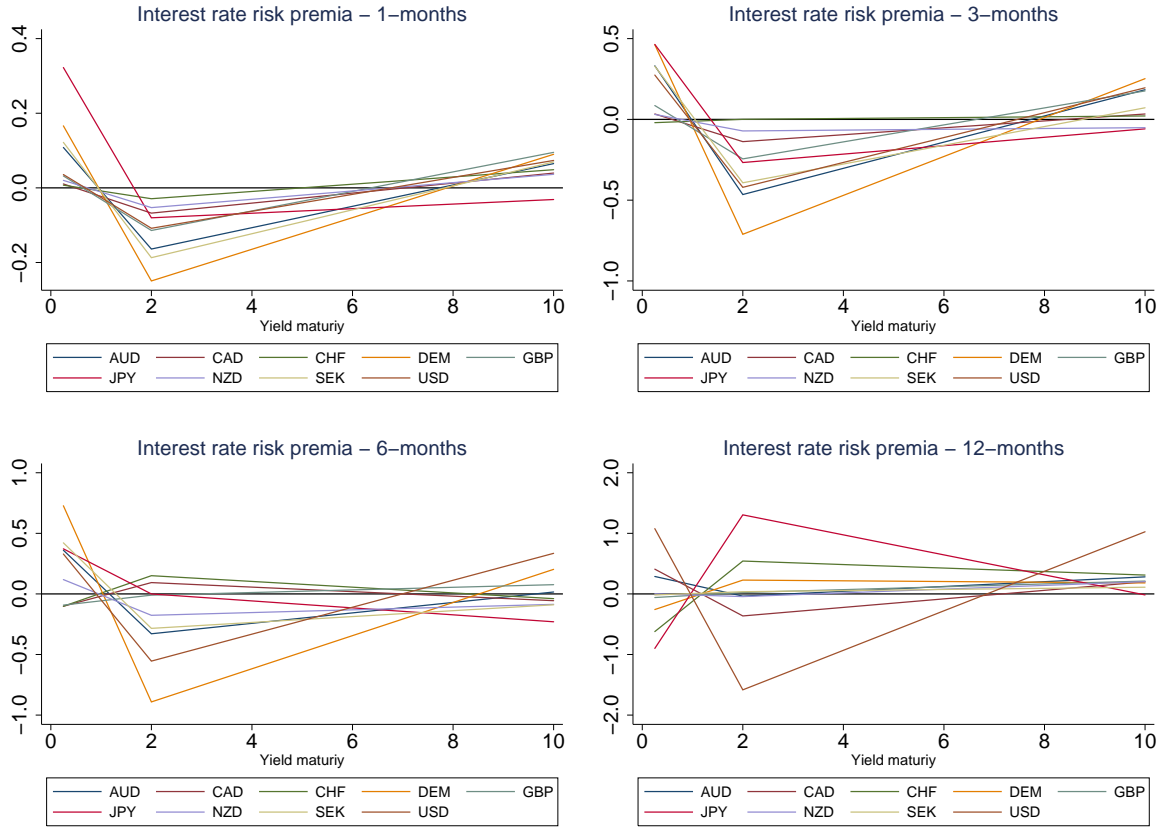 Interest rate risk premia − 1−months
0.4
0.2
0.0
−0.2
0 2 4 6 8 10
Yield maturiy
AUD CAD CHF DEM GBP
JPY NZD SEK USD
Interest rate risk premia − 3−months
0.5
0.0
−0.5
−1.0
0 2 4 6 8 10
Yield maturiy
AUD CAD CHF DEM GBP
JPY NZD SEK USD
Interest rate risk premia − 6−months
1.0
0.5
0.0
−0.5
−1.0
0 2 4 6 8 10
Yield maturiy
AUD CAD CHF DEM GBP
JPY NZD SEK USD
Interest rate risk premia − 12−months
2.0
1.0
0.0
−1.0
−2.0
0 2 4 6 8 10
Yield maturiy
AUD CAD CHF DEM GBP
JPY NZD SEK USD